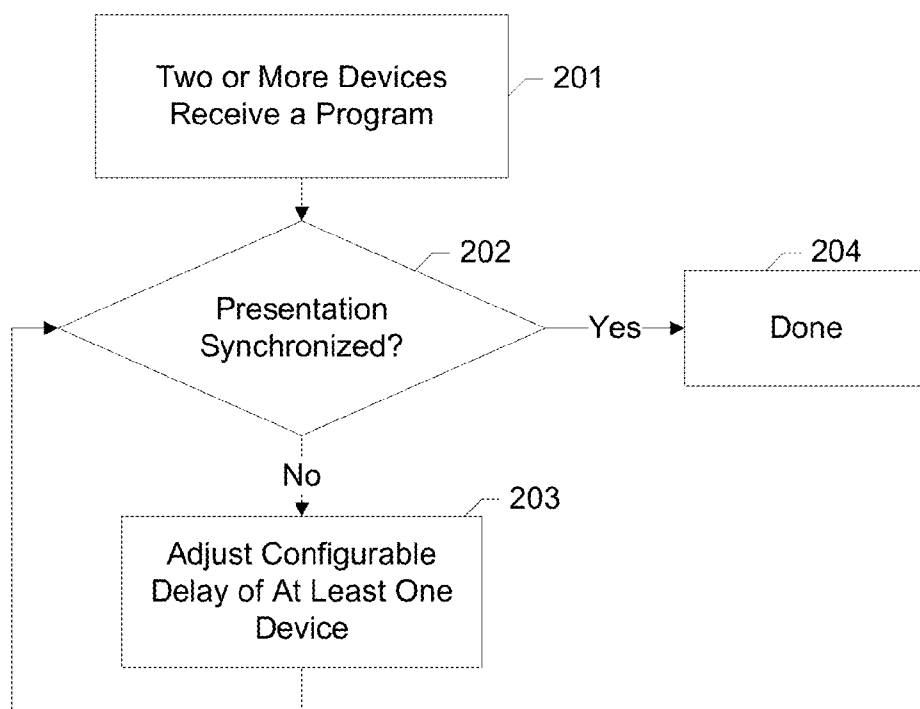 Two or More Devices
Receive a Program
201
202
Presentation
Synchronized?
Yes
204
Done
No
203
Adjust Configurable
Delay of At Least One
Device